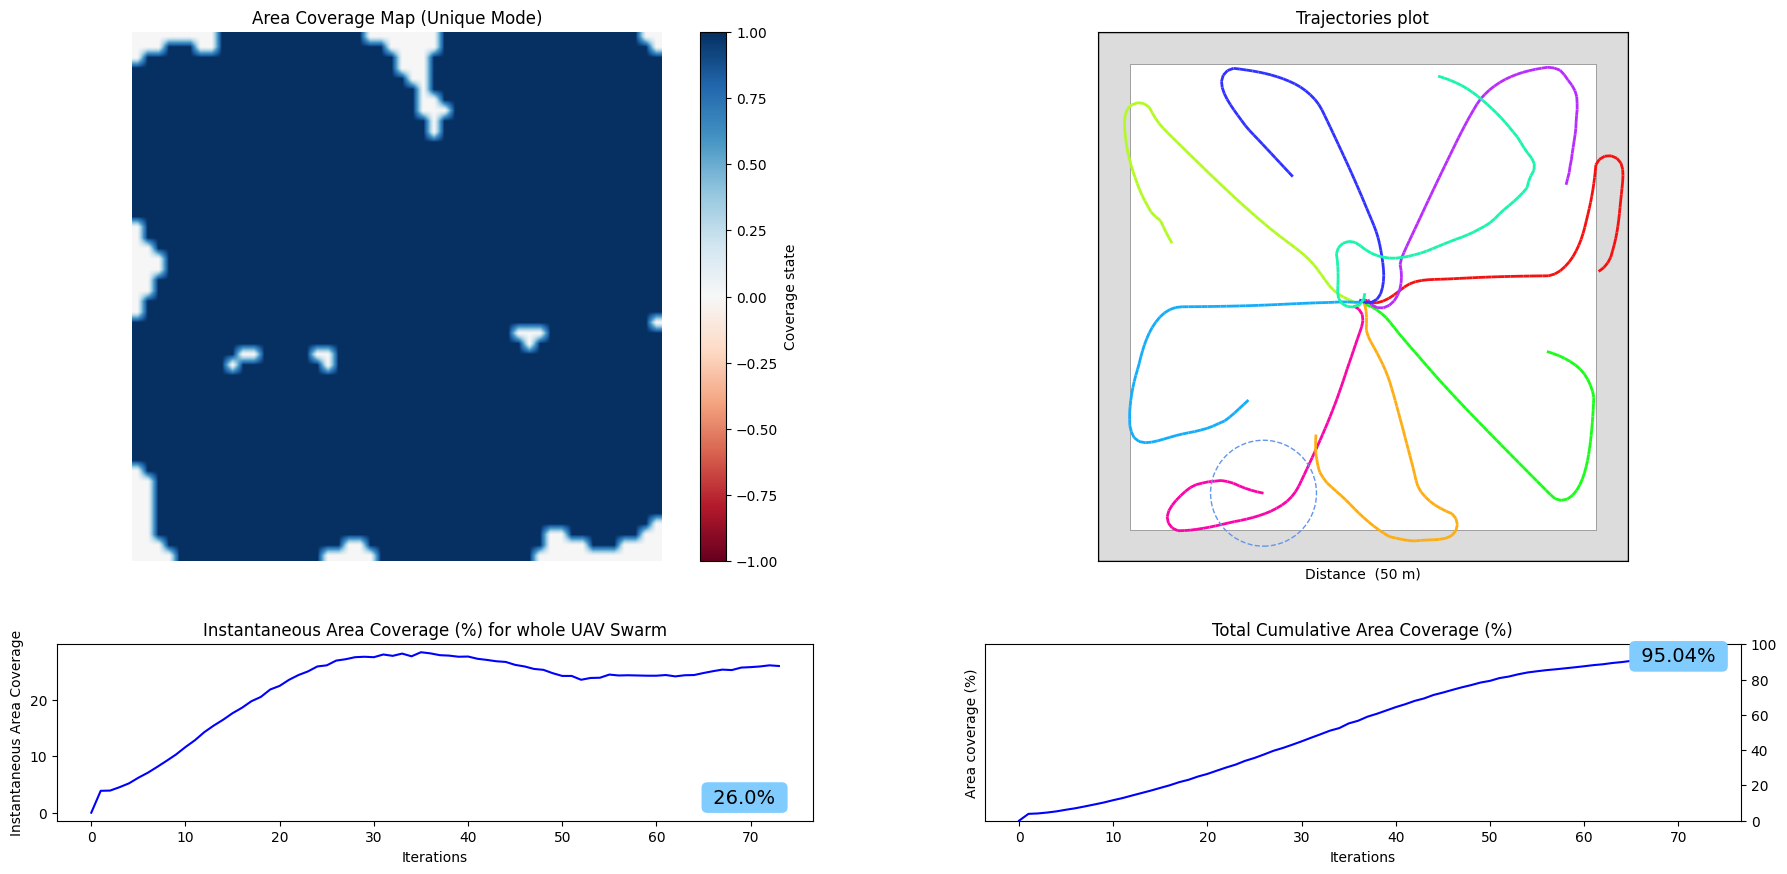 Area Coverage Map (Unique Mode)
1.00
0.75
0.50
0.25
0.00
−0.25
−0.50
−0.75
−1.00
Coverage state
Trajectories plot
Distance  (50 m)
Instantaneous Area Coverage (%) for whole UAV Swarm
Instantaneous Area Coverage
20
10
0
26.0%
0 10 20 30 40 50 60 70
Iterations
Total Cumulative Area Coverage (%)
Area coverage (%)
95.04%
100
80
60
40
20
0
0 10 20 30 40 50 60 70
Iterations